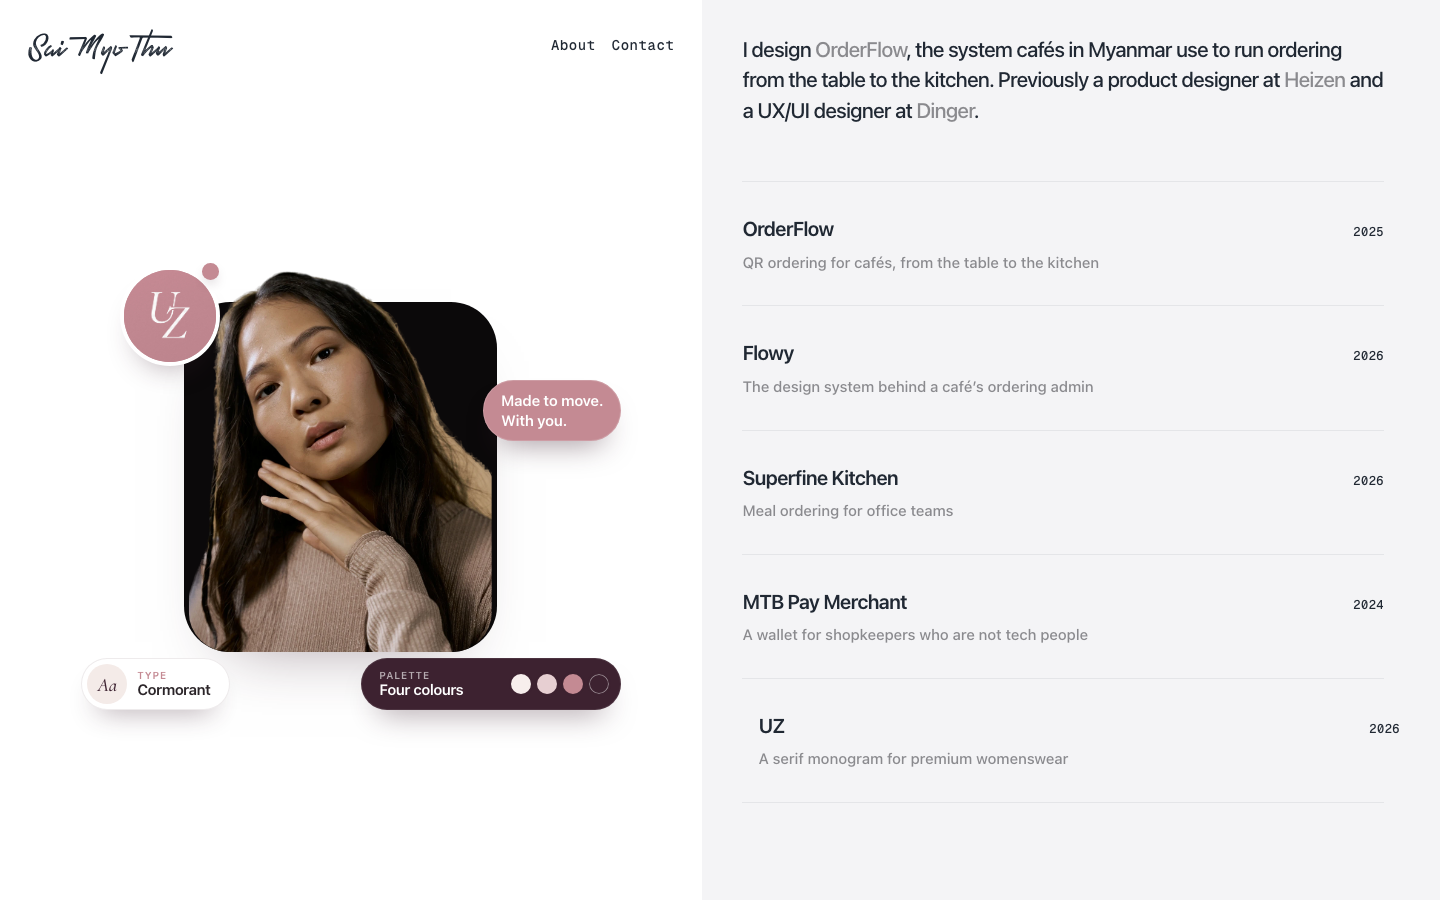 Sai Myo Thu
About Contact
UZ
Made to move.
With you.
Aa
TYPE
Cormorant
PALETTE
Four colours
I design OrderFlow, the system cafés in Myanmar use to run ordering
from the table to the kitchen. Previously a product designer at Heizen and
a UX/UI designer at Dinger.
OrderFlow 2025
QR ordering for cafés, from the table to the kitchen
Flowy 2026
The design system behind a café’s ordering admin
Superfine Kitchen 2026
Meal ordering for office teams
MTB Pay Merchant 2024
A wallet for shopkeepers who are not tech people
UZ 2026
A serif monogram for premium womenswear